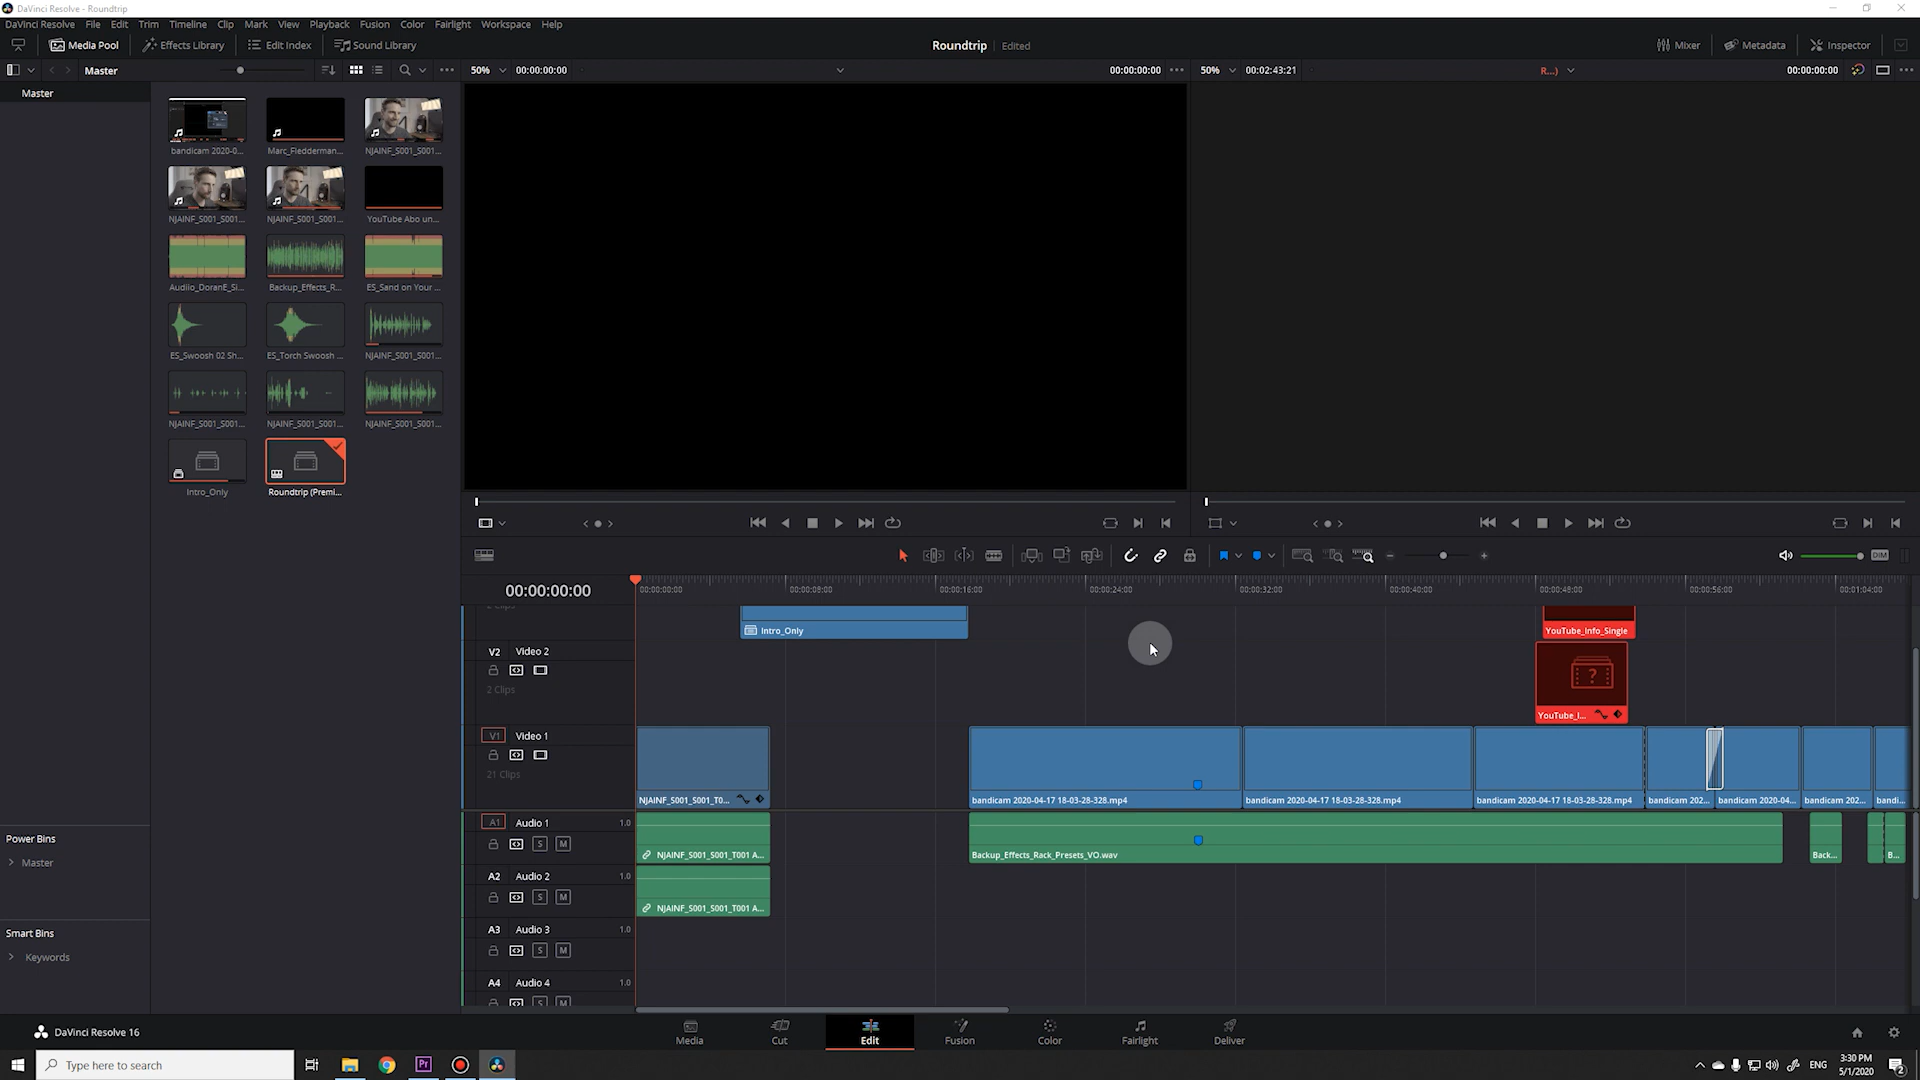 DaVinci Resolve - Roundtrip
DaVinci Resolve File Edit Trim Timeline Clip Mark View Playback Fusion Color Fairlight Workspace Help
Media Pool Effects Library Edit Index Sound Library Roundtrip Edited Mixer Metadata Inspector
Master 50% 00:00:00:00 00:00:00:00 50% 00:02:43:21 R...) 00:00:00:00
Master
bandicam 2020-0... Marc_Fledderman... NJAINF_S001_S001...
NJAINF_S001_S001... NJAINF_S001_S001... YouTube Abo un...
Audiio_DoranE_Si... Backup_Effects_R... ES_Sand on Your ...
ES_Swoosh 02 Sh... ES_Torch Swoosh ... NJAINF_S001_S001...
NJAINF_S001_S001... NJAINF_S001_S001... NJAINF_S001_S001...
Intro_Only Roundtrip (Premi...
DIM
00:00:00:00 00:00:00:00 00:00:08:00 00:00:16:00 00:00:24:00 00:00:32:00 00:00:40:00 00:00:48:00 00:00:56:00 00:01:04:00
Intro_Only YouTube_Info_Single
V2 Video 2
2 Clips
YouTube_I...
V1 Video 1
21 Clips
NJAINF_S001_S001_T0... bandicam 2020-04-17 18-03-28-328.mp4 bandicam 2020-04-17 18-03-28-328.mp4 bandicam 2020-04-17 18-03-28-328.mp4 bandicam 202... bandicam 2020-04... bandicam 202... bandi...
A1 Audio 1 1.0
S M
NJAINF_S001_S001_T001 A... Backup_Effects_Rack_Presets_VO.wav Back... B...
A2 Audio 2 1.0
S M
NJAINF_S001_S001_T001 A...
A3 Audio 3 1.0
S M
A4 Audio 4 1.0
S M
Power Bins
Master
Smart Bins
Keywords
DaVinci Resolve 16 Media Cut Edit Fusion Color Fairlight Deliver
Type here to search Pr ENG 3:30 PM
5/1/2020 2